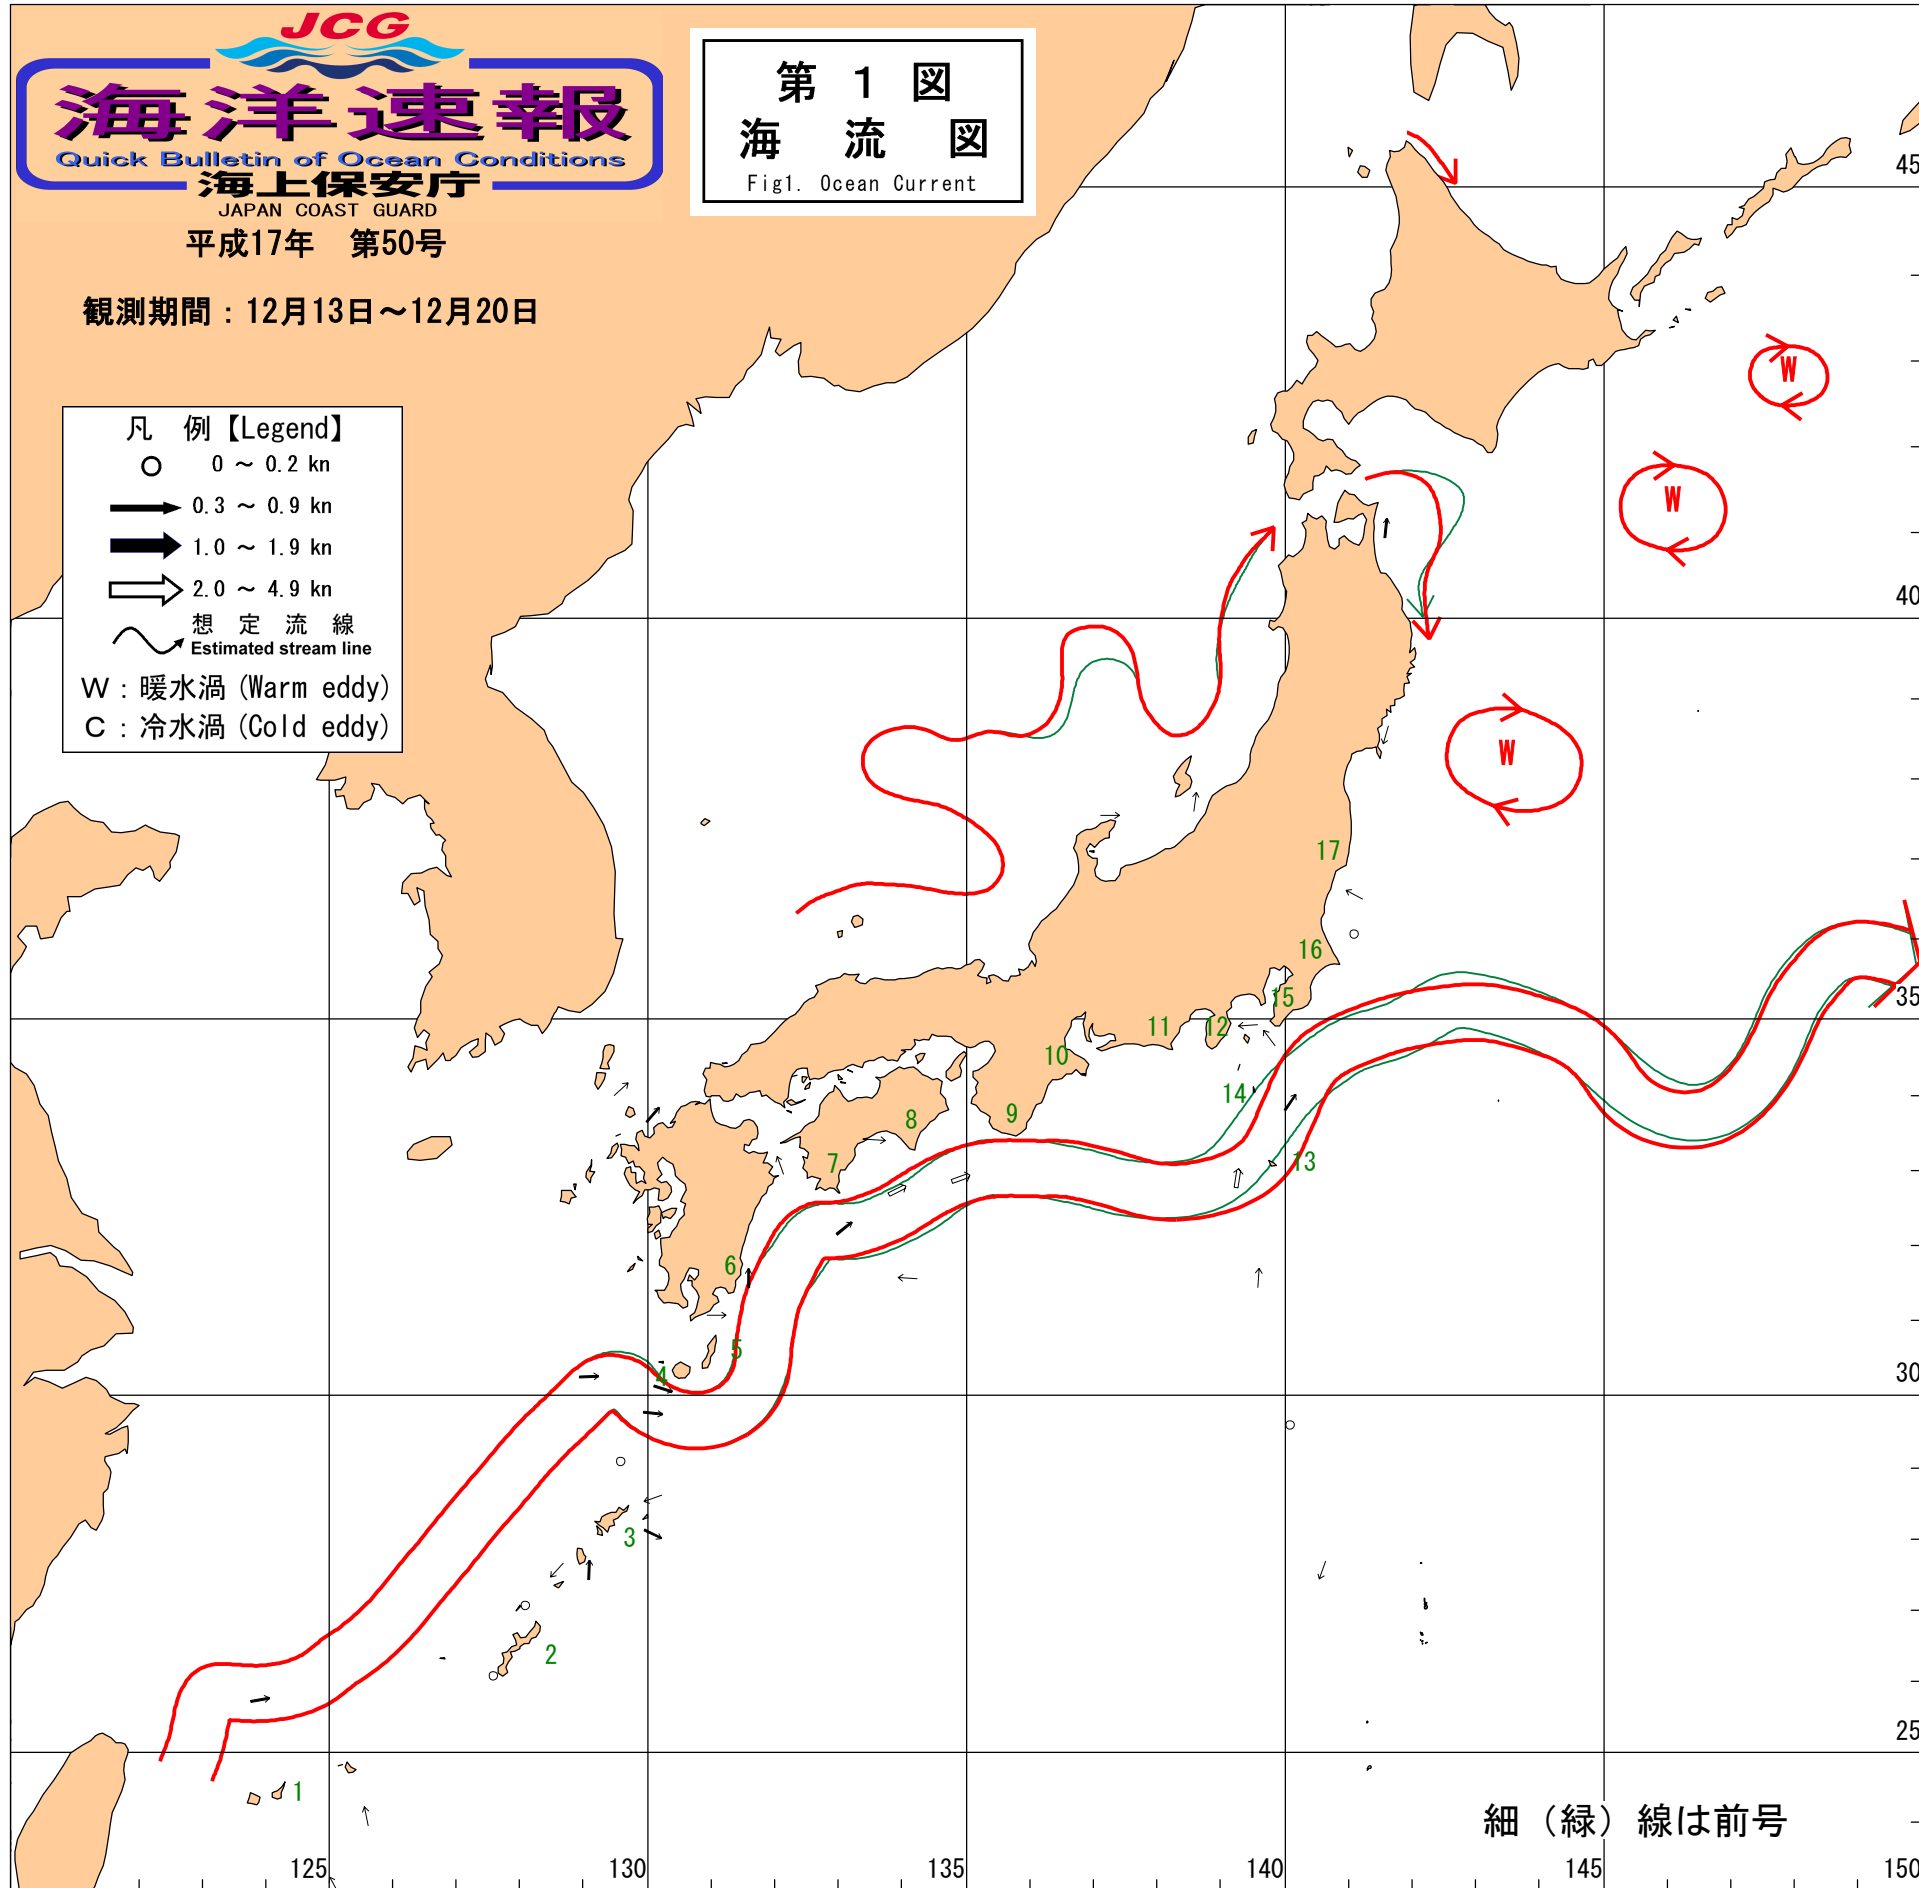 JCG
海洋速報
Quick Bulletin of Ocean Conditions
海上保安庁
JAPAN COAST GUARD
平成17年　第50号
観測期間：12月13日～12月20日
第 1 図
海 流 図
Fig1. Ocean Current
凡 例【Legend】
0 ～ 0.2 kn
0.3 ～ 0.9 kn
1.0 ～ 1.9 kn
2.0 ～ 4.9 kn
想 定 流 線
Estimated stream line
W：暖水渦(Warm eddy)
C：冷水渦(Cold eddy)
45
W
W
40
W
17
16
35
15
11
12
10
14
8
9
7
13
6
5
4
30
3
2
25
1
細（緑）線は前号
125
130
135
140
145
150